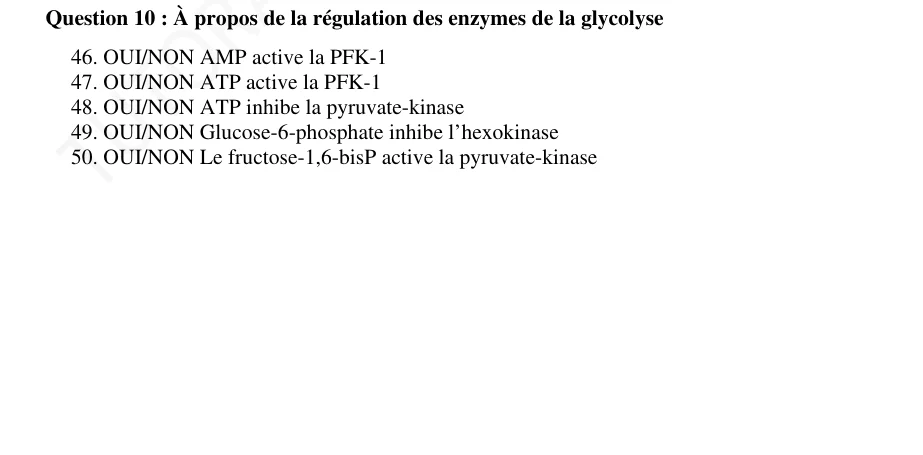 Question 10 : À propos de la régulation des enzymes de la glycolyse
46. OUI/NON AMP active la PFK-1
47. OUI/NON ATP active la PFK-1
48. OUI/NON ATP inhibe la pyruvate-kinase
49. OUI/NON Glucose-6-phosphate inhibe l'hexokinase
50. OUI/NON Le fructose-1,6-bisP active la pyruvate-kinase